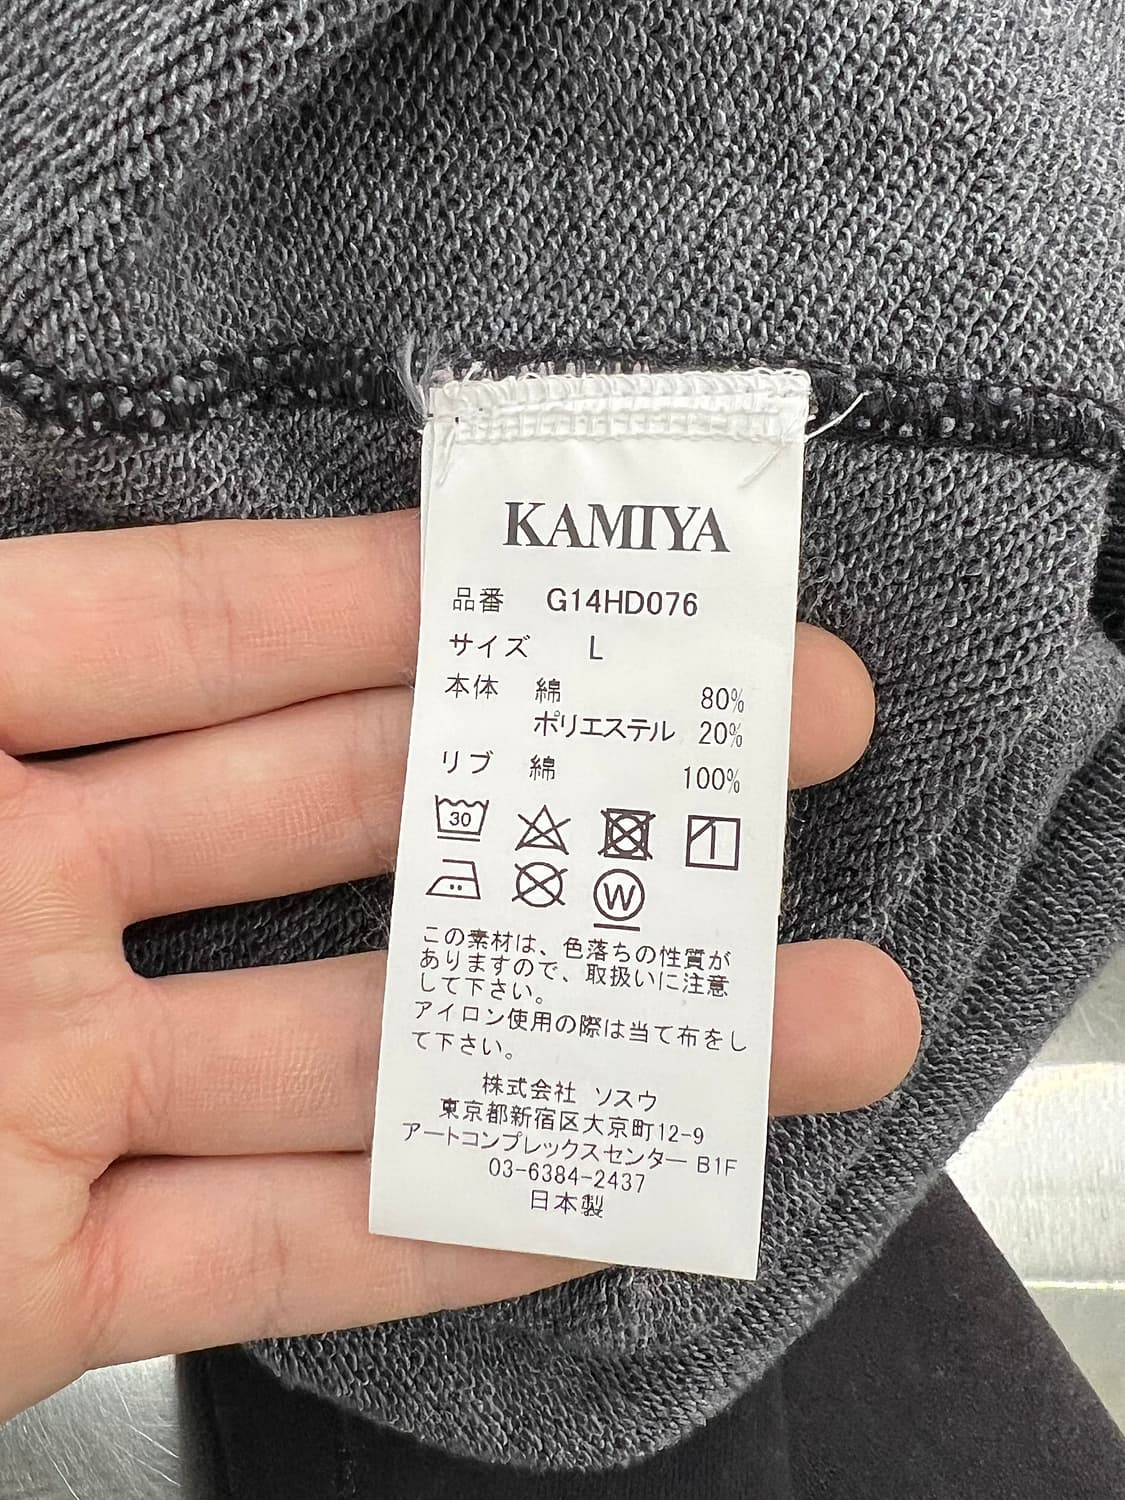 KAMIYA
品番 G14HD076
サイズ L
本体 綿 80%
ポリエステル 20%
リブ 綿 100%
30
W
この素材は、色落ちの性質が
ありますので、取扱いに注意
して下さい。
アイロン使用の際は当て布をし
て下さい。
株式会社 ソスウ
東京都新宿区大京町12-9
アートコンプレックスセンター B1F
03-6384-2437
日本製